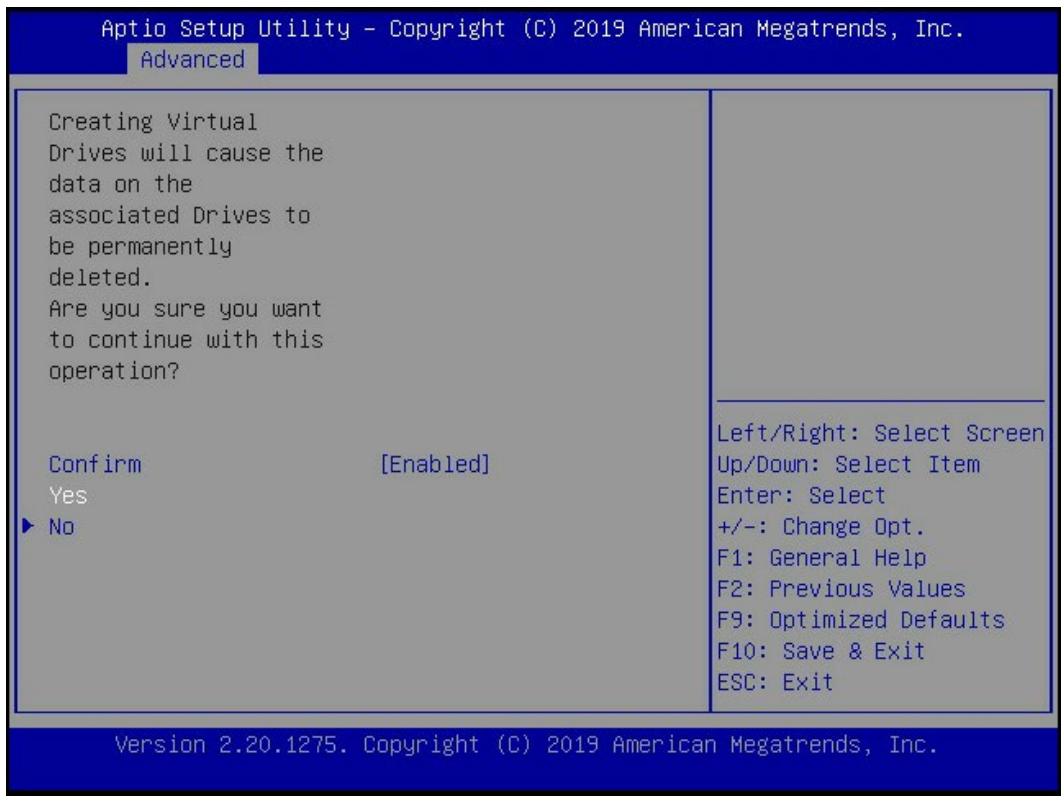 Aptio Setup Utility – Copyright (C) 2019 American Megatrends, Inc.
Advanced
Creating Virtual
Drives will cause the
data on the
associated Drives to
be permanently
deleted.
Are you sure you want
to continue with this
operation?
Confirm [Enabled]
Yes
No
Left/Right: Select Screen
Up/Down: Select Item
Enter: Select
+/-: Change Opt.
F1: General Help
F2: Previous Values
F9: Optimized Defaults
F10: Save & Exit
ESC: Exit
Version 2.20.1275. Copyright (C) 2019 American Megatrends, Inc.